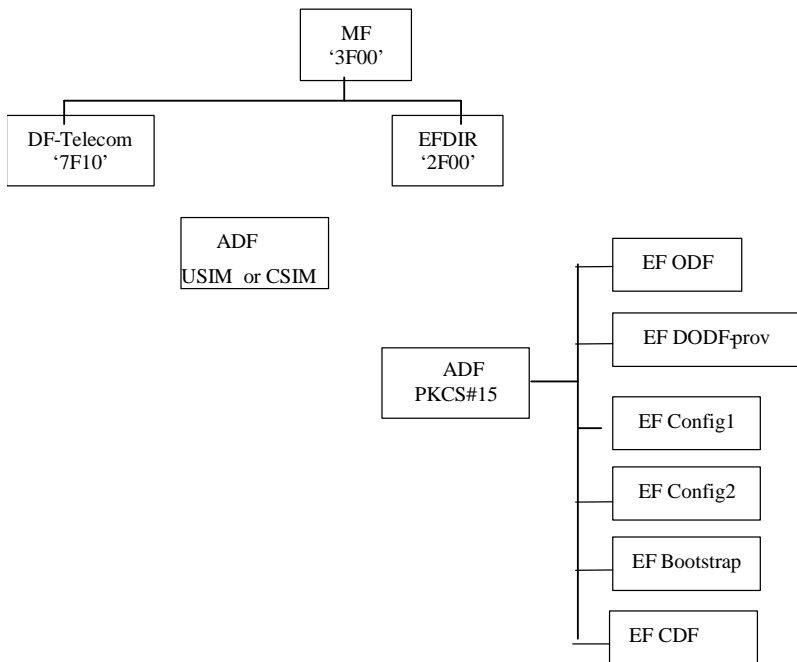 MF
‘3F00’
DF-Telecom
‘7F10’
EFDIR
‘2F00’
ADF
USIM or CSIM
EF ODF
EF DODF-prov
ADF
PKCS#15
EF Config1
EF Config2
EF Bootstrap
EF CDF